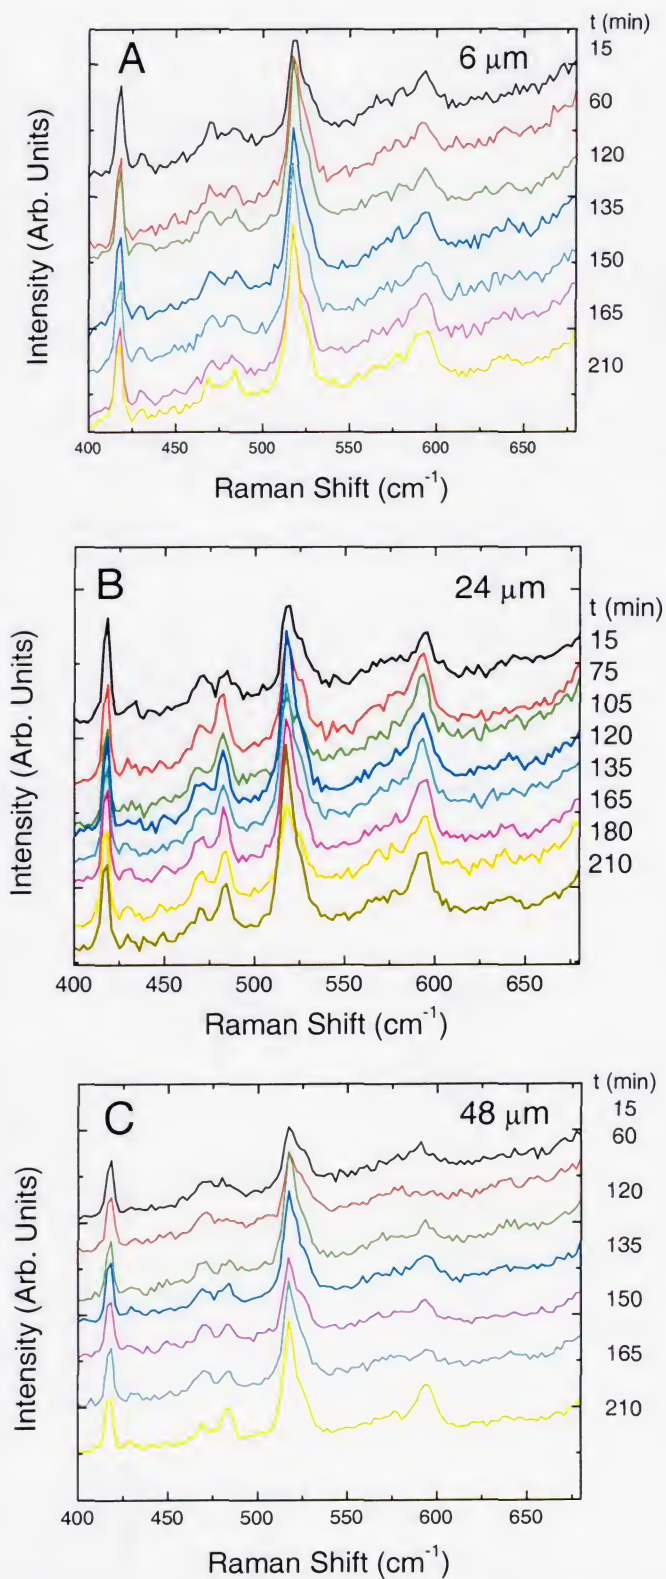 t (min)
A
6 μm
15
60
120
135
150
165
210
Intensity (Arb. Units)
400 450 500 550 600 650
Raman Shift (cm⁻¹)
B
24 μm
t (min)
15
75
105
120
135
165
180
210
Intensity (Arb. Units)
400 450 500 550 600 650
Raman Shift (cm⁻¹)
C
48 μm
t (min)
15
60
120
135
150
165
210
Intensity (Arb. Units)
400 450 500 550 600 650
Raman Shift (cm⁻¹)